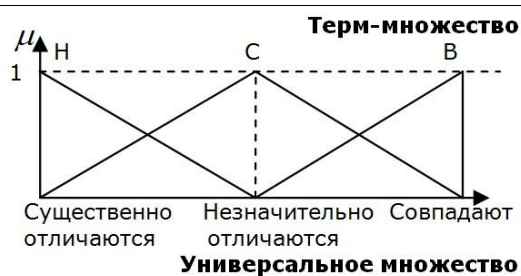 Терм-множество
μ
Н С В
1
Существенно Незначительно Совпадают
отличаются отличаются
Универсальное множество